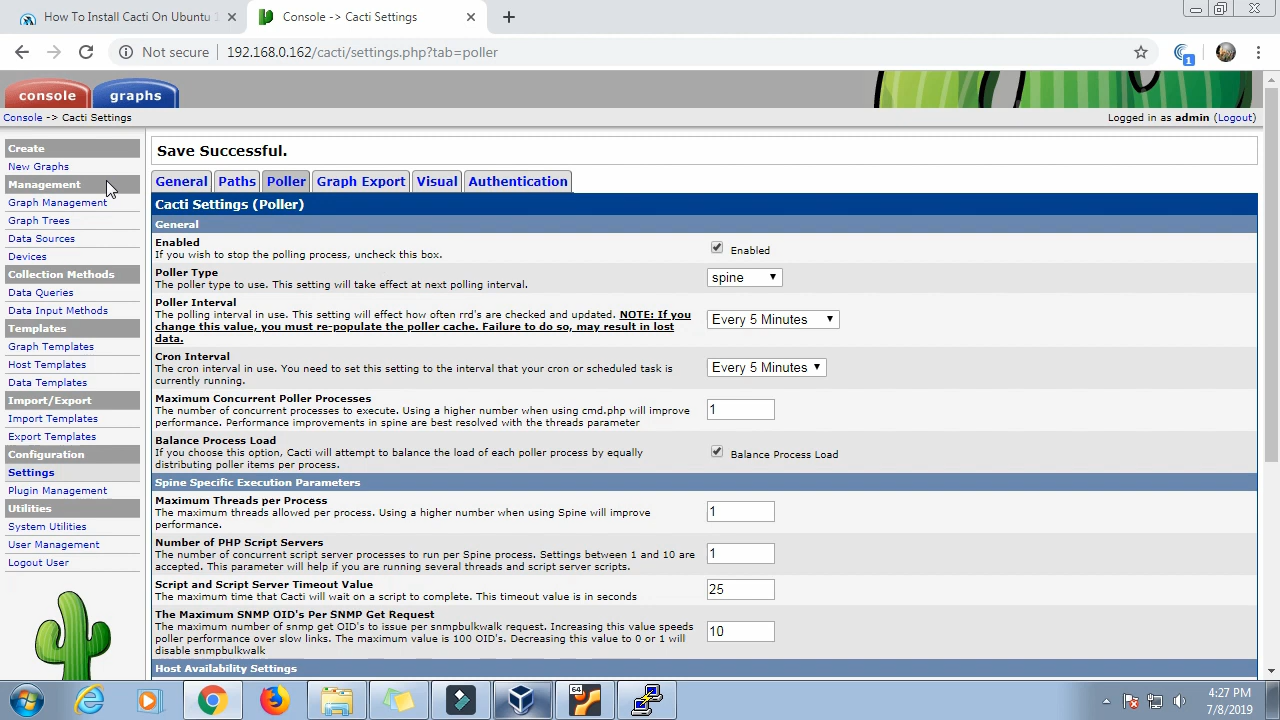 How To Install Cacti On Ubuntu 1
Console -> Cacti Settings
Not secure
192.168.0.162/cacti/settings.php?tab=poller
1
console
graphs
Console -> Cacti Settings
Logged in as admin (Logout)
Create
New Graphs
Management
Graph Management
Graph Trees
Data Sources
Devices
Collection Methods
Data Queries
Data Input Methods
Templates
Graph Templates
Host Templates
Data Templates
Import/Export
Import Templates
Export Templates
Configuration
Settings
Plugin Management
Utilities
System Utilities
User Management
Logout User
Save Successful.
General
Paths
Poller
Graph Export
Visual
Authentication
Cacti Settings (Poller)
General
Enabled
If you wish to stop the polling process, uncheck this box.
Enabled
Poller Type
The poller type to use. This setting will take effect at next polling interval.
spine
Poller Interval
The polling interval in use. This setting will effect how often rrd's are checked and updated. NOTE: If you
change this value, you must re-populate the poller cache. Failure to do so, may result in lost
data.
Every 5 Minutes
Cron Interval
The cron interval in use. You need to set this setting to the interval that your cron or scheduled task is
currently running.
Every 5 Minutes
Maximum Concurrent Poller Processes
The number of concurrent processes to execute. Using a higher number when using cmd.php will improve
performance. Performance improvements in spine are best resolved with the threads parameter
1
Balance Process Load
If you choose this option, Cacti will attempt to balance the load of each poller process by equally
distributing poller items per process.
Balance Process Load
Spine Specific Execution Parameters
Maximum Threads per Process
The maximum threads allowed per process. Using a higher number when using Spine will improve
performance.
1
Number of PHP Script Servers
The number of concurrent script server processes to run per Spine process. Settings between 1 and 10 are
accepted. This parameter will help if you are running several threads and script server scripts.
1
Script and Script Server Timeout Value
The maximum time that Cacti will wait on a script to complete. This timeout value is in seconds
25
The Maximum SNMP OID's Per SNMP Get Request
The maximum number of snmp get OID's to issue per snmpbulkwalk request. Increasing this value speeds
poller performance over slow links. The maximum value is 100 OID's. Decreasing this value to 0 or 1 will
disable snmpbulkwalk
10
Host Availability Settings
64
4:27 PM
7/8/2019